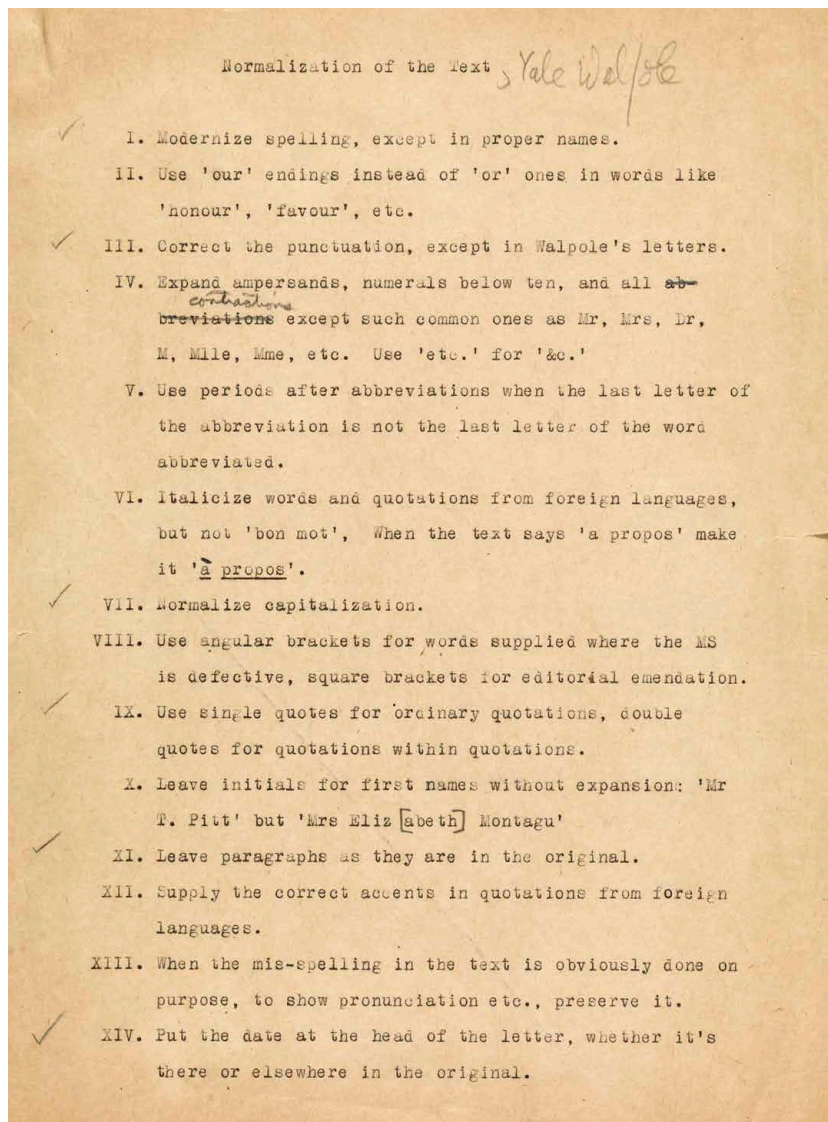 Normalization of the Text, Yale Walpole
I. Modernize spelling, except in proper names.
II. Use 'our' endings instead of 'or' ones in words like
'honour', 'favour', etc.
III. Correct the punctuation, except in Walpole's letters.
IV. Expand ampersands, numerals below ten, and all ab-
contractions
breviations except such common ones as Mr, Mrs, Dr,
M, Mlle, Mme, etc. Use 'etc.' for '&c.'
V. Use periods after abbreviations when the last letter of
the abbreviation is not the last letter of the word
abbreviated.
VI. Italicize words and quotations from foreign languages,
but not 'bon mot', When the text says 'a propos' make
it 'à propos'.
VII. Normalize capitalization.
VIII. Use angular brackets for words supplied where the MS
is defective, square brackets for editorial emendation.
IX. Use single quotes for ordinary quotations, double
quotes for quotations within quotations.
X. Leave initials for first names without expansion: 'Mr
T. Pitt' but 'Mrs Eliz[abeth] Montagu'
XI. Leave paragraphs as they are in the original.
XII. Supply the correct accents in quotations from foreign
languages.
XIII. When the mis-spelling in the text is obviously done on
purpose, to show pronunciation etc., preserve it.
XIV. Put the date at the head of the letter, whether it's
there or elsewhere in the original.